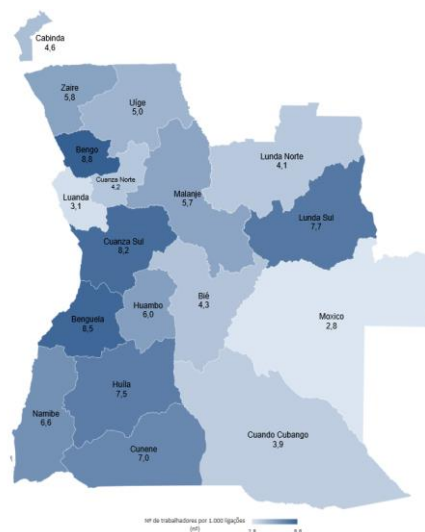 Cabinda
4,6
Zaire
5,8
Uíge
5,0
Bengo
8,8
Cuanza Norte
4,2
Luanda
3,1
Lunda Norte
4,1
Malanje
5,7
Lunda Sul
7,7
Cuanza Sul
8,2
Benguela
8,5
Huambo
6,0
Bié
4,3
Moxico
2,8
Huíla
7,5
Namibe
6,6
Cunene
7,0
Cuando Cubango
3,9
Nº de trabalhadores por 1.000 ligações
(nº)